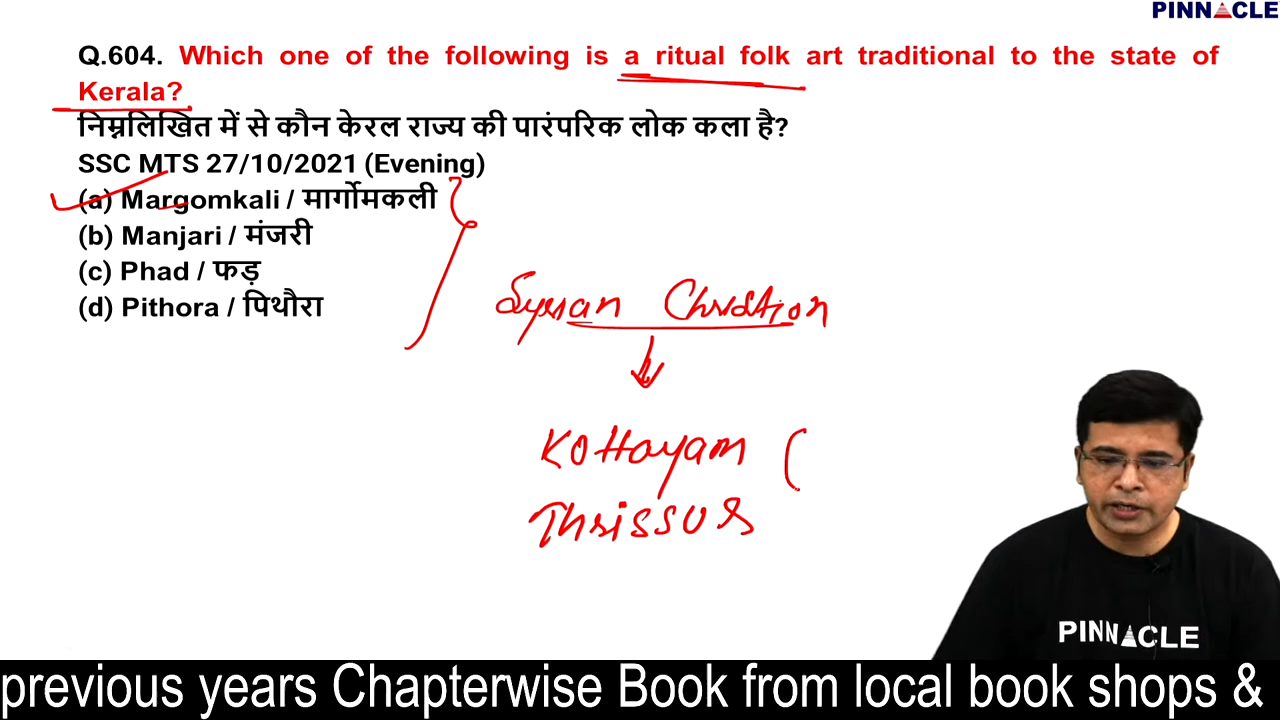 PINNACLE
Q.604. Which one of the following is a ritual folk art traditional to the state of
Kerala?
निम्नलिखित में से कौन केरल राज्य की पारंपरिक लोक कला है?
SSC MTS 27/10/2021 (Evening)
(a) Margomkali / मार्गोमकली
(b) Manjari / मंजरी
(c) Phad / फड़
(d) Pithora / पिथौरा
Syrian Christian
Kottayam (
Thrissur
PINNACLE
previous years Chapterwise Book from local book shops &